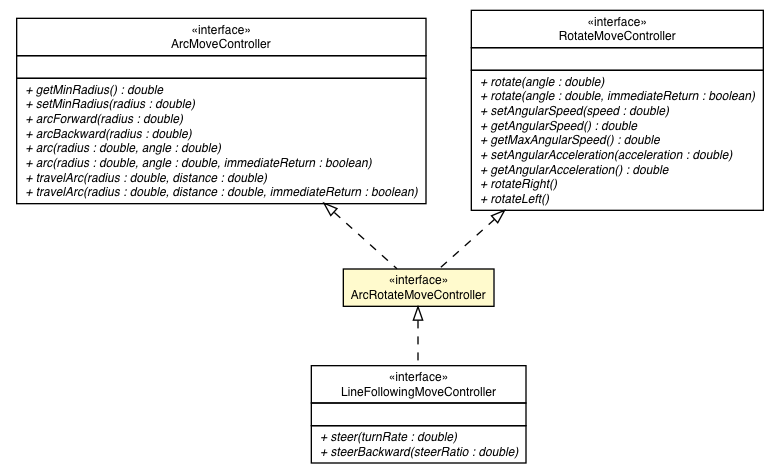 «interface»
ArcMoveController
+ getMinRadius() : double
+ setMinRadius(radius : double)
+ arcForward(radius : double)
+ arcBackward(radius : double)
+ arc(radius : double, angle : double)
+ arc(radius : double, angle : double, immediateReturn : boolean)
+ travelArc(radius : double, distance : double)
+ travelArc(radius : double, distance : double, immediateReturn : boolean)
«interface»
RotateMoveController
+ rotate(angle : double)
+ rotate(angle : double, immediateReturn : boolean)
+ setAngularSpeed(speed : double)
+ getAngularSpeed() : double
+ getMaxAngularSpeed() : double
+ setAngularAcceleration(acceleration : double)
+ getAngularAcceleration() : double
+ rotateRight()
+ rotateLeft()
«interface»
ArcRotateMoveController
«interface»
LineFollowingMoveController
+ steer(turnRate : double)
+ steerBackward(steerRatio : double)